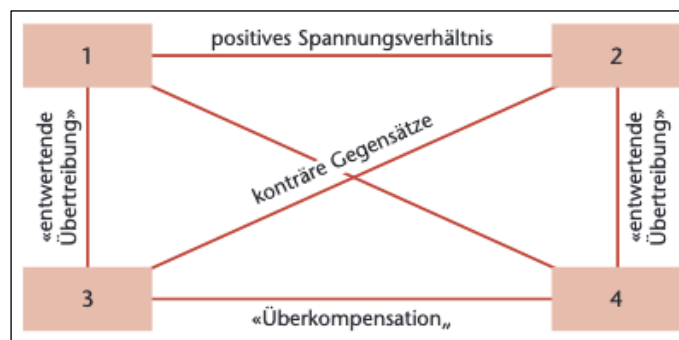 positives Spannungsverhältnis
1
2
«entwertende
Übertreibung»
konträre Gegensätze
«entwertende
Übertreibung»
3
4
«Überkompensation„